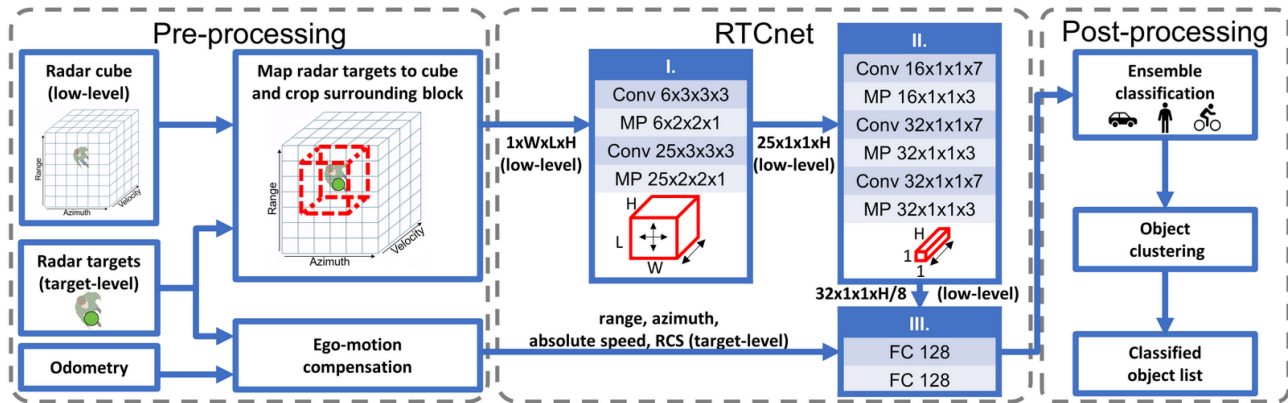 Pre-processing
Radar cube
(low-level)
Range
Azimuth
Velocity
Radar targets
(target-level)
Odometry
Map radar targets to cube
and crop surrounding block
Range
Azimuth
Velocity
Ego-motion
compensation
1xWxLxH
(low-level)
range, azimuth,
absolute speed, RCS (target-level)
RTCnet
I.
Conv 6x3x3x3
MP 6x2x2x1
Conv 25x3x3x3
MP 25x2x2x1
H
L
W
25x1x1xH
(low-level)
II.
Conv 16x1x1x7
MP 16x1x1x3
Conv 32x1x1x7
MP 32x1x1x3
Conv 32x1x1x7
MP 32x1x1x3
H
1
1
32x1x1xH/8 (low-level)
III.
FC 128
FC 128
Post-processing
Ensemble
classification
Object
clustering
Classified
object list